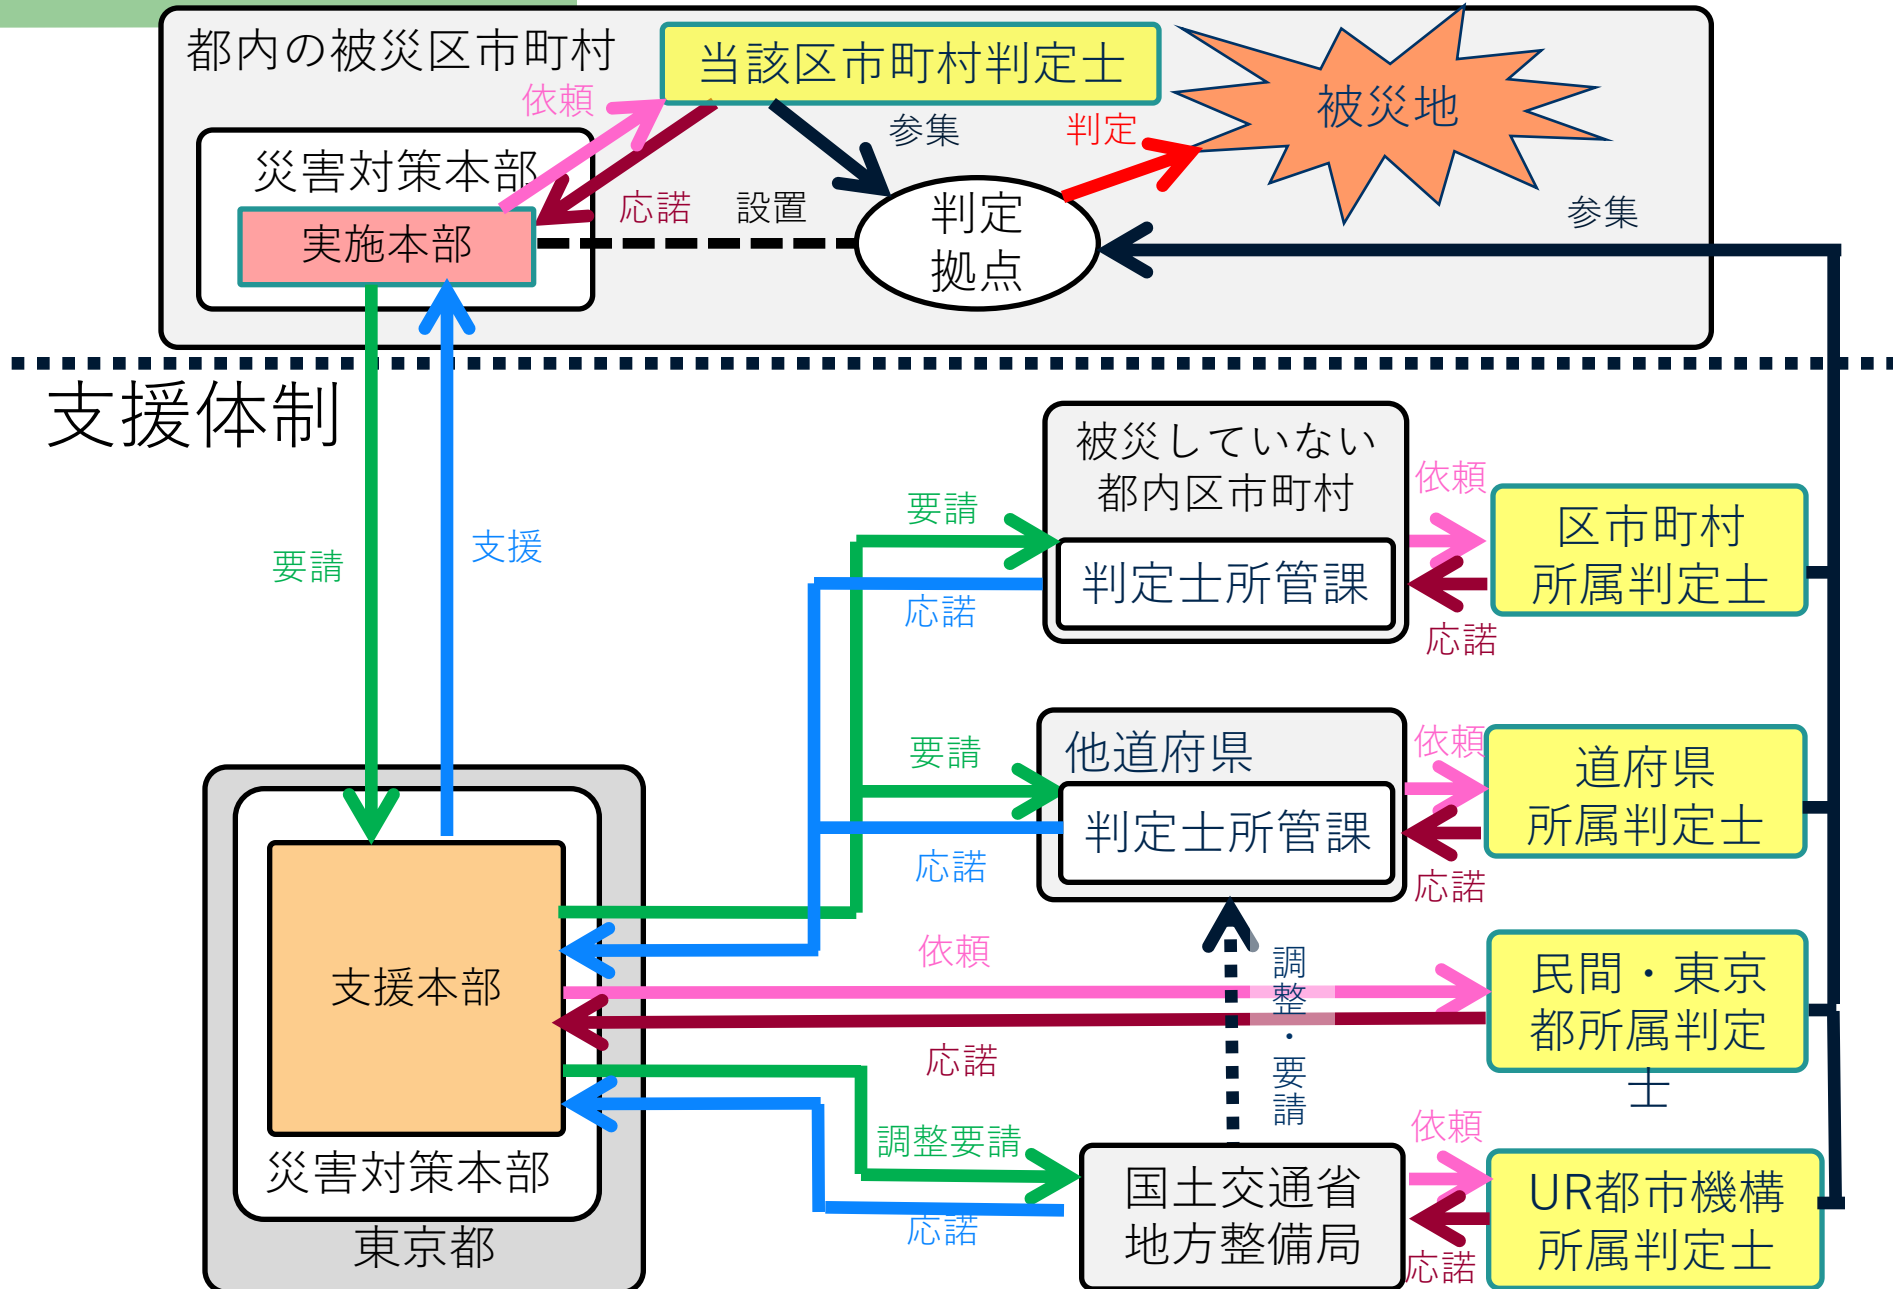 都内の被災区市町村
当該区市町村判定士
被災地
依頼
参集
判定
災害対策本部
応諾
設置
判定
拠点
参集
実施本部
支援体制
被災していない
都内区市町村
依頼
要請
区市町村
所属判定士
支援
要請
判定士所管課
応諾
応諾
他道府県
依頼
要請
道府県
所属判定士
判定士所管課
応諾
応諾
支援本部
依頼
調整・要請
民間・東京
都所属判定
士
応諾
調整要請
依頼
災害対策本部
国土交通省
地方整備局
UR都市機構
所属判定士
応諾
応諾
東京都